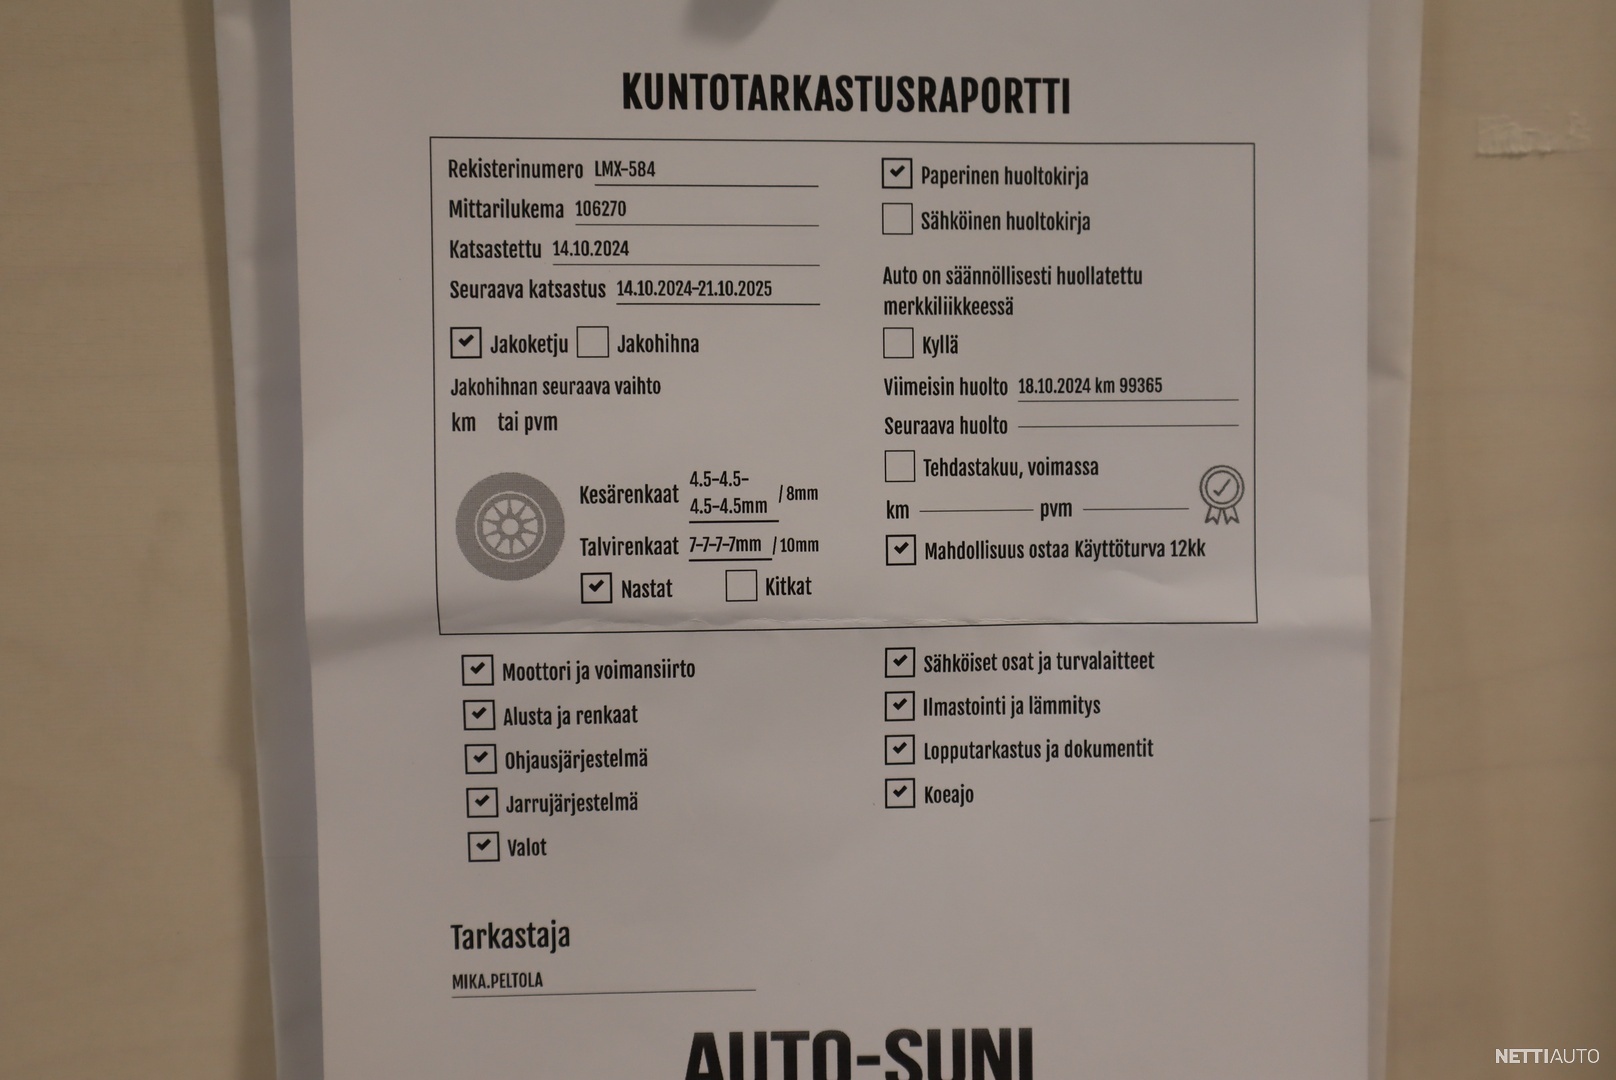 KUNTOTARKASTUSRAPORTTI
Rekisterinumero LMX-584
Mittarilukema 106270
Katsastettu 14.10.2024
Seuraava katsastus 14.10.2024-21.10.2025
Jakoketju Jakohihna
Jakohihnan seuraava vaihto
km tai pvm
Kesärenkaat 4.5-4.5-
4.5-4.5mm / 8mm
Talvirenkaat 7-7-7-7mm / 10mm
Nastat Kitkat
Paperinen huoltokirja
Sähköinen huoltokirja
Auto on säännöllisesti huollatettu
merkkiliikkeessä
Kyllä
Viimeisin huolto 18.10.2024 km 99365
Seuraava huolto
Tehdastakuu, voimassa
km pvm
Mahdollisuus ostaa Käyttöturva 12kk
Moottori ja voimansiirto
Alusta ja renkaat
Ohjausjärjestelmä
Jarrujärjestelmä
Valot
Sähköiset osat ja turvalaitteet
Ilmastointi ja lämmitys
Lopputarkastus ja dokumentit
Koeajo
Tarkastaja
MIKA.PELTOLA
AUTO-SUNI
NETTIAUTO